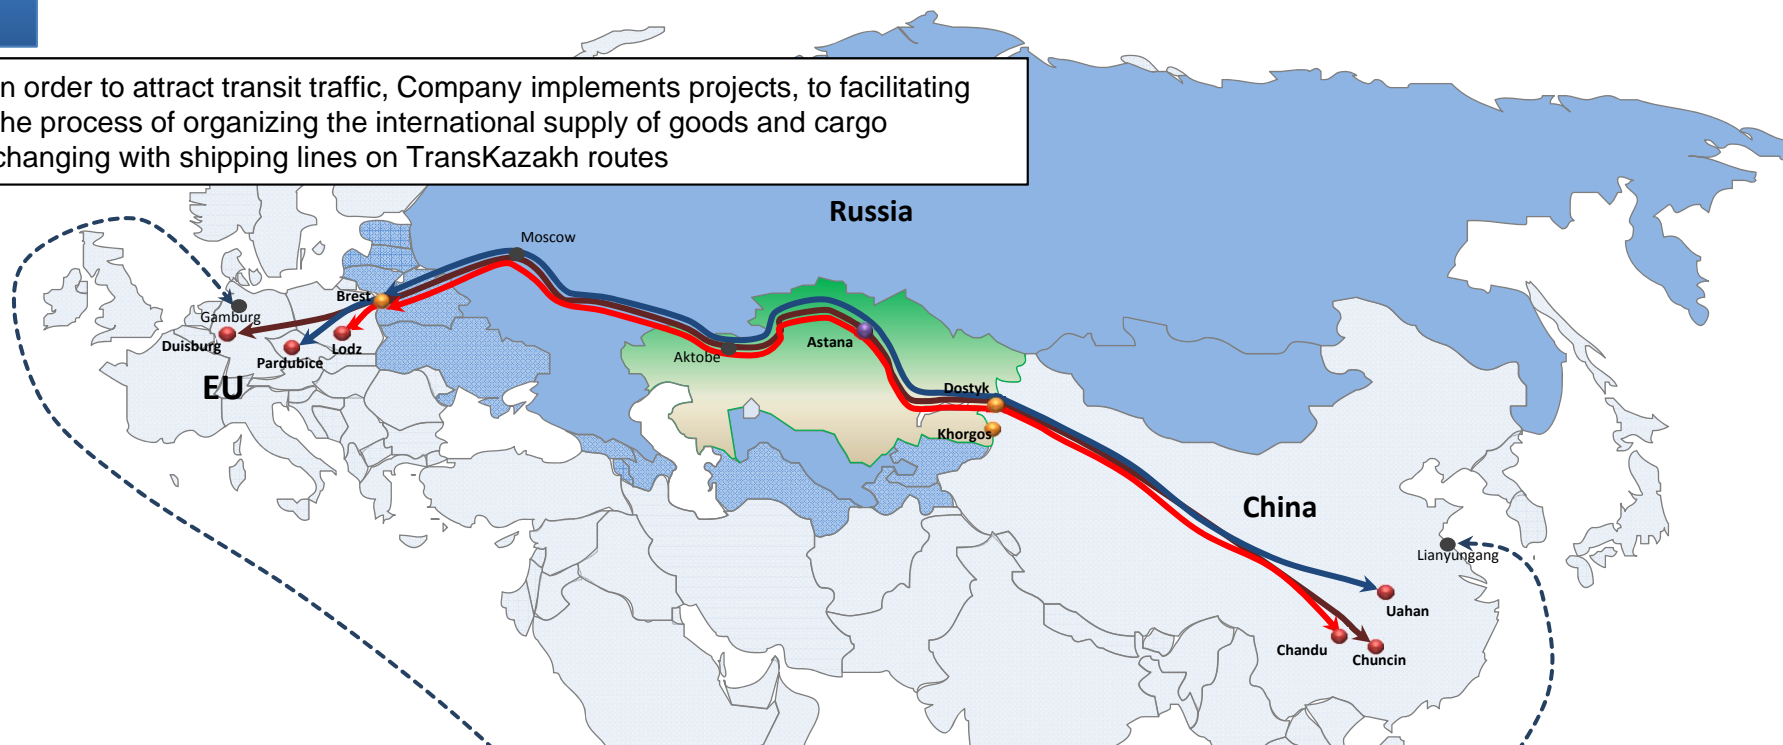 n order to attract transit traffic, Company implements projects, to facilitating
he process of organizing the international supply of goods and cargo
changing with shipping lines on TransKazakh routes
Russia
Moscow
Brest
Gamburg
Duisburg
Lodz
Pardubice
EU
Aktobe
Astana
Dostyk
Khorgos
China
Lianyungang
Uahan
Chandu
Chuncin